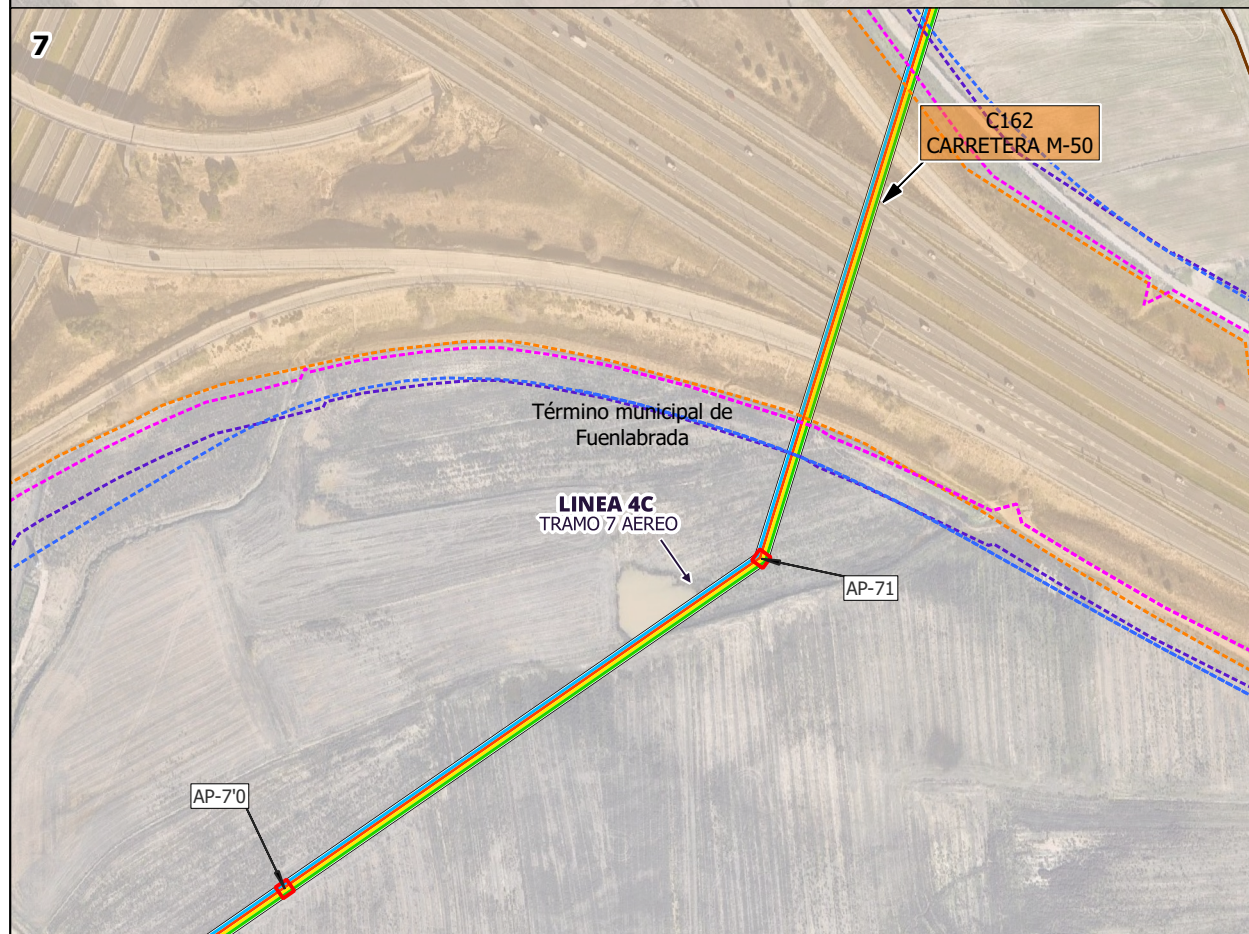 7
C162
CARRETERA M-50
Término municipal de
Fuenlabrada
LINEA 4C
TRAMO 7 AEREO
AP-71
AP-7'0